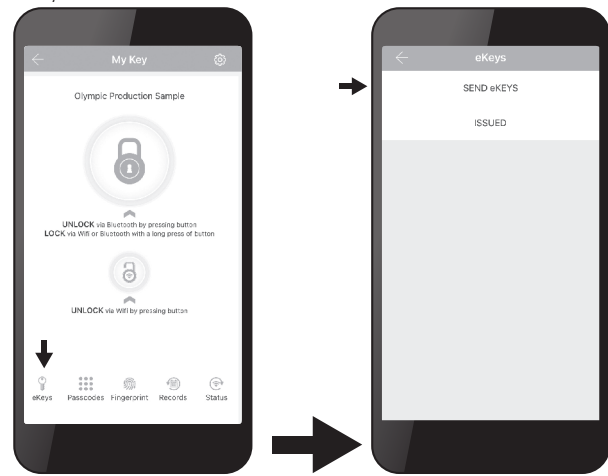 My Key
Olympic Production Sample
UNLOCK via Bluetooth by pressing button
LOCK via Wifi or Bluetooth with a long press of button
UNLOCK via Wifi by pressing button
eKeys Passcodes Fingerprint Records Status
eKeys
SEND eKEYS
ISSUED